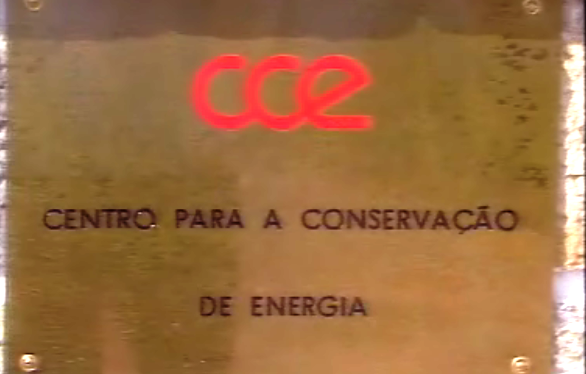 cce
CENTRO PARA A CONSERVAÇÃO
DE ENERGIA